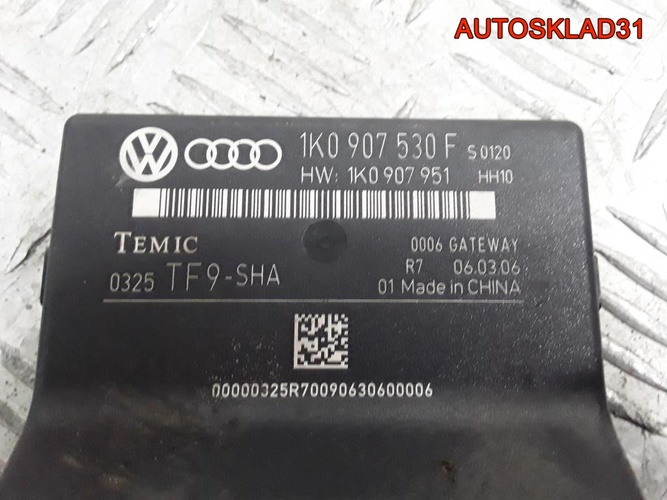 AUTOSKLAD31
1K0 907 530 F S0120
HW: 1K0 907 951 HH10
TEMIC 0006 GATEWAY
0325 TF9-SHA R7 06.03.06
01 Made in CHINA
00000325R70090630600006